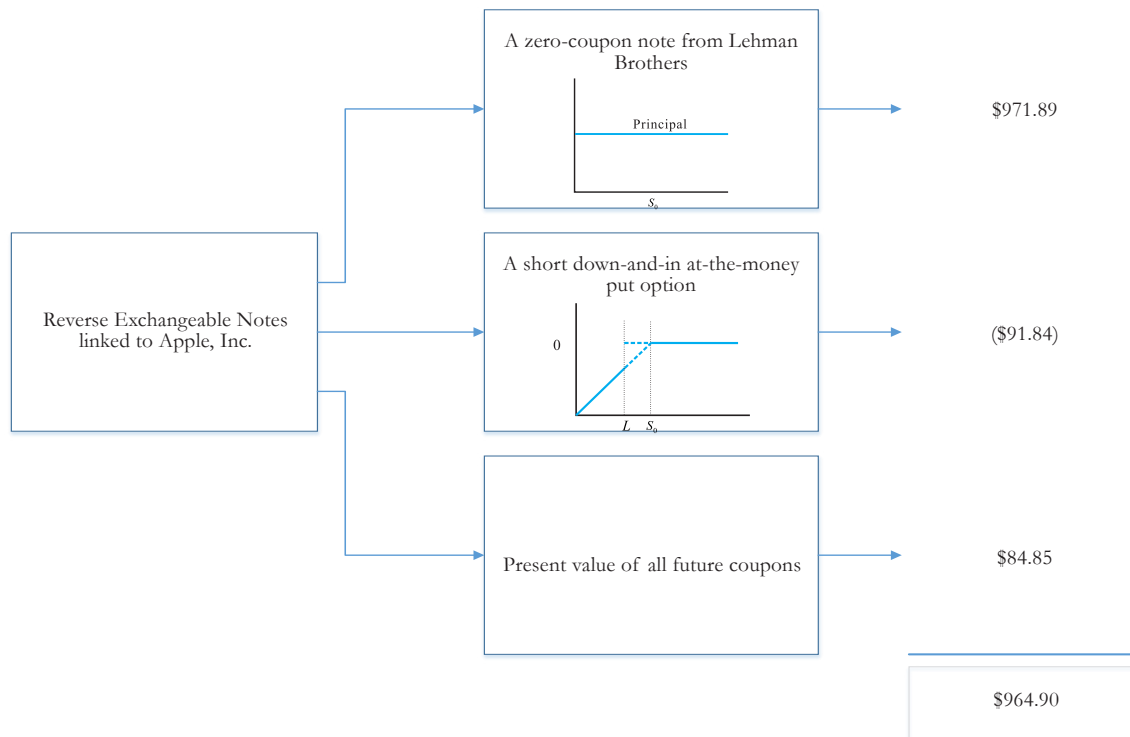 A zero-coupon note from Lehman
Brothers
Principal
S₀
$971.89
Reverse Exchangeable Notes
linked to Apple, Inc.
A short down-and-in at-the-money
put option
0
L S₀
($91.84)
Present value of all future coupons
$84.85
$964.90